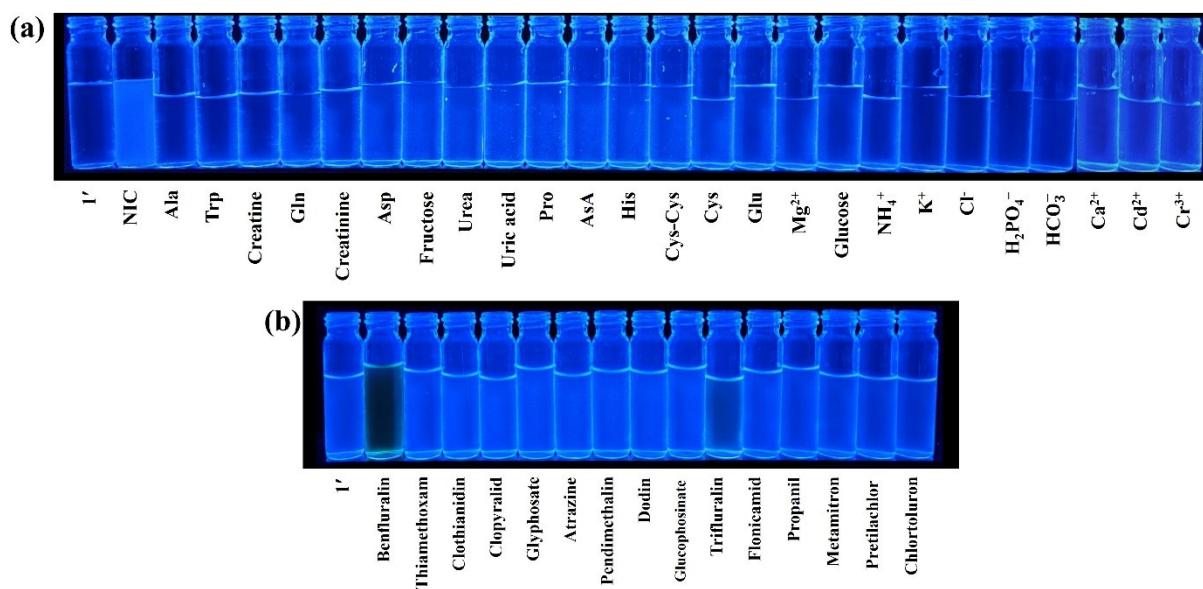 (a)
1′
NIC
Ala
Trp
Creatine
Gln
Creatinine
Asp
Fructose
Urea
Uric acid
Pro
AsA
His
Cys-Cys
Cys
Glu
Mg²⁺
Glucose
NH₄⁺
K⁺
Cl⁻
H₂PO₄⁻
HCO₃⁻
Ca²⁺
Cd²⁺
Cr³⁺
(b)
1′
Benfluralin
Thiamethoxam
Clothianidin
Clopyralid
Glyphosate
Atrazine
Pendimethalin
Dodin
Glucophosinate
Trifluralin
Flonicamid
Propanil
Metamitron
Pretilachlor
Chlortoluron